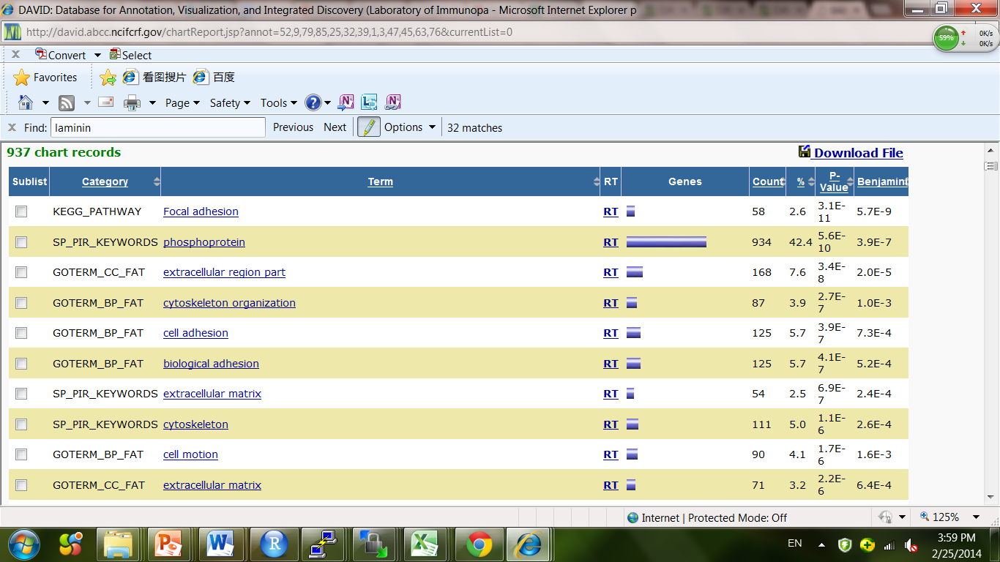 DAVID: Database for Annotation, Visualization, and Integrated Discovery (Laboratory of Immunopa - Microsoft Internet Explorer p
http://david.abcc.ncifcrf.gov/chartReport.jsp?annot=52,9,79,85,25,32,39,1,3,47,45,63,76&currentList=0
59% 0K/s
0K/s
x Convert Select
Favorites 看图搜片 百度
Page Safety Tools
x Find: laminin Previous Next Options 32 matches
937 chart records Download File
Sublist Category Term RT Genes Count % P-Value Benjamini
KEGG_PATHWAY Focal adhesion RT 58 2.6 3.1E-11 5.7E-9
SP_PIR_KEYWORDS phosphoprotein RT 934 42.4 5.6E-10 3.9E-7
GOTERM_CC_FAT extracellular region part RT 168 7.6 3.4E-8 2.0E-5
GOTERM_BP_FAT cytoskeleton organization RT 87 3.9 2.7E-7 1.0E-3
GOTERM_BP_FAT cell adhesion RT 125 5.7 3.9E-7 7.3E-4
GOTERM_BP_FAT biological adhesion RT 125 5.7 4.1E-7 5.2E-4
SP_PIR_KEYWORDS extracellular matrix RT 54 2.5 6.9E-7 2.4E-4
SP_PIR_KEYWORDS cytoskeleton RT 111 5.0 1.1E-6 2.6E-4
GOTERM_BP_FAT cell motion RT 90 4.1 1.7E-6 1.6E-3
GOTERM_CC_FAT extracellular matrix RT 71 3.2 2.2E-6 6.4E-4
Internet | Protected Mode: Off 125%
EN 3:59 PM
2/25/2014